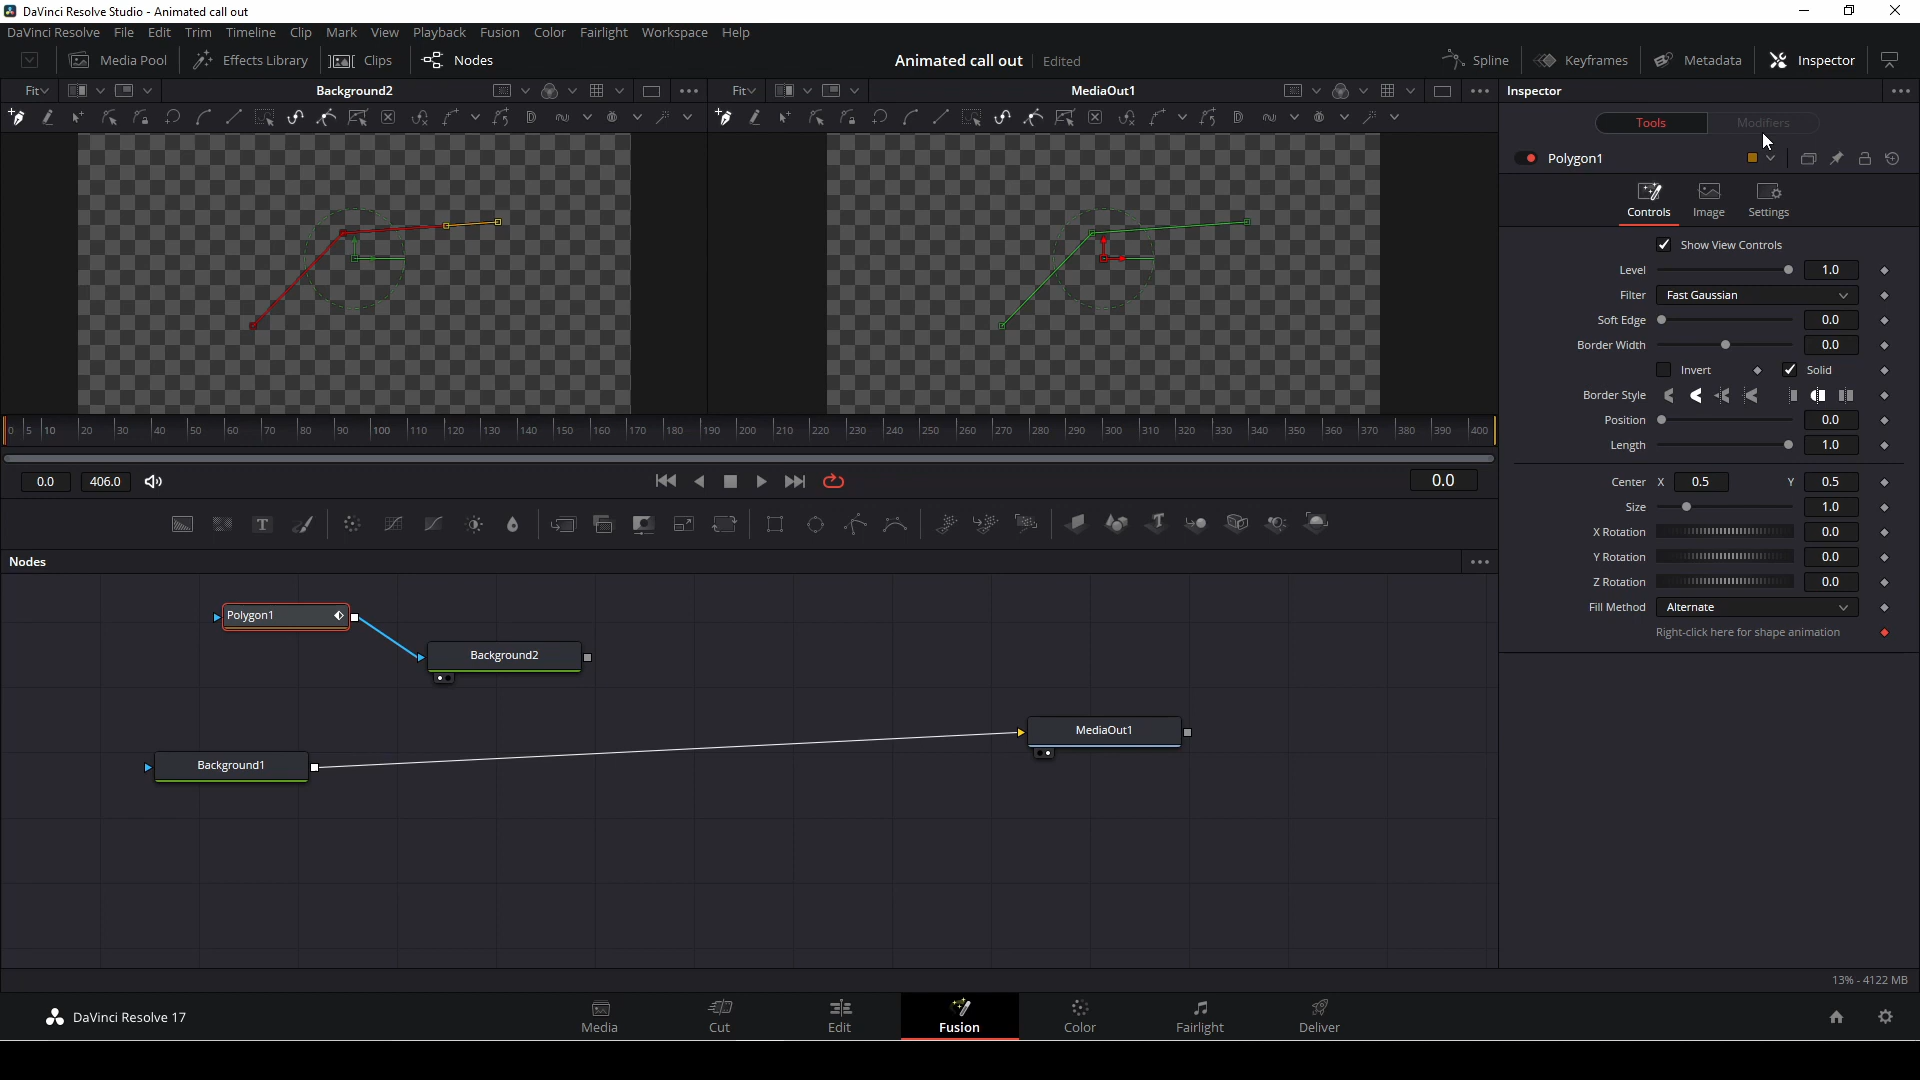 DaVinci Resolve Studio - Animated call out
DaVinci Resolve File Edit Trim Timeline Clip Mark View Playback Fusion Color Fairlight Workspace Help
Media Pool Effects Library Clips Nodes Animated call out Edited Spline Keyframes Metadata Inspector
Fit Background2 Fit MediaOut1 Inspector
Tools Modifiers
Polygon1
Controls Image Settings
Show View Controls
Level 1.0
Filter Fast Gaussian
Soft Edge 0.0
Border Width 0.0
Invert Solid
Border Style
Position 0.0
Length 1.0
Center X 0.5 Y 0.5
Size 1.0
X Rotation 0.0
Y Rotation 0.0
Z Rotation 0.0
Fill Method Alternate
Right-click here for shape animation
0 5 10 20 30 40 50 60 70 80 90 100 110 120 130 140 150 160 170 180 190 200 210 220 230 240 250 260 270 280 290 300 310 320 330 340 350 360 370 380 390 400
0.0 406.0 0.0
Nodes
Polygon1
Background2
MediaOut1
Background1
13% - 4122 MB
DaVinci Resolve 17 Media Cut Edit Fusion Color Fairlight Deliver